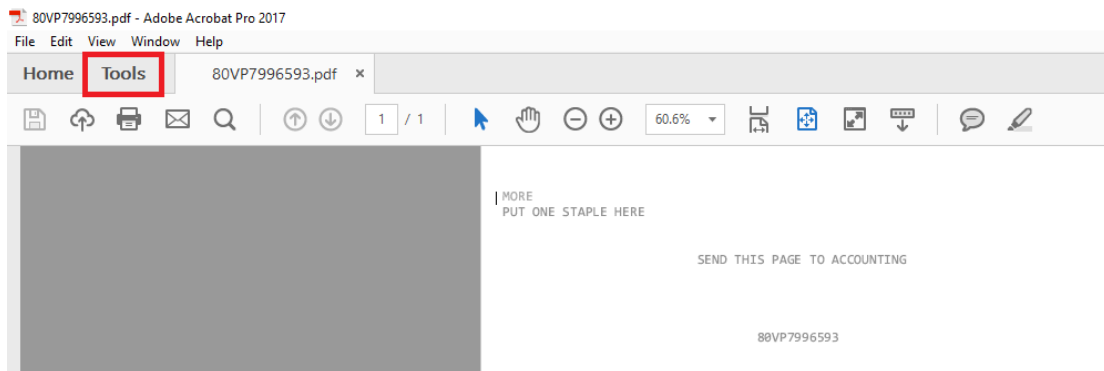 80VP7996593.pdf - Adobe Acrobat Pro 2017
File Edit View Window Help
Home Tools 80VP7996593.pdf ×
1 / 1 60.6%
MORE
PUT ONE STAPLE HERE
SEND THIS PAGE TO ACCOUNTING
80VP7996593